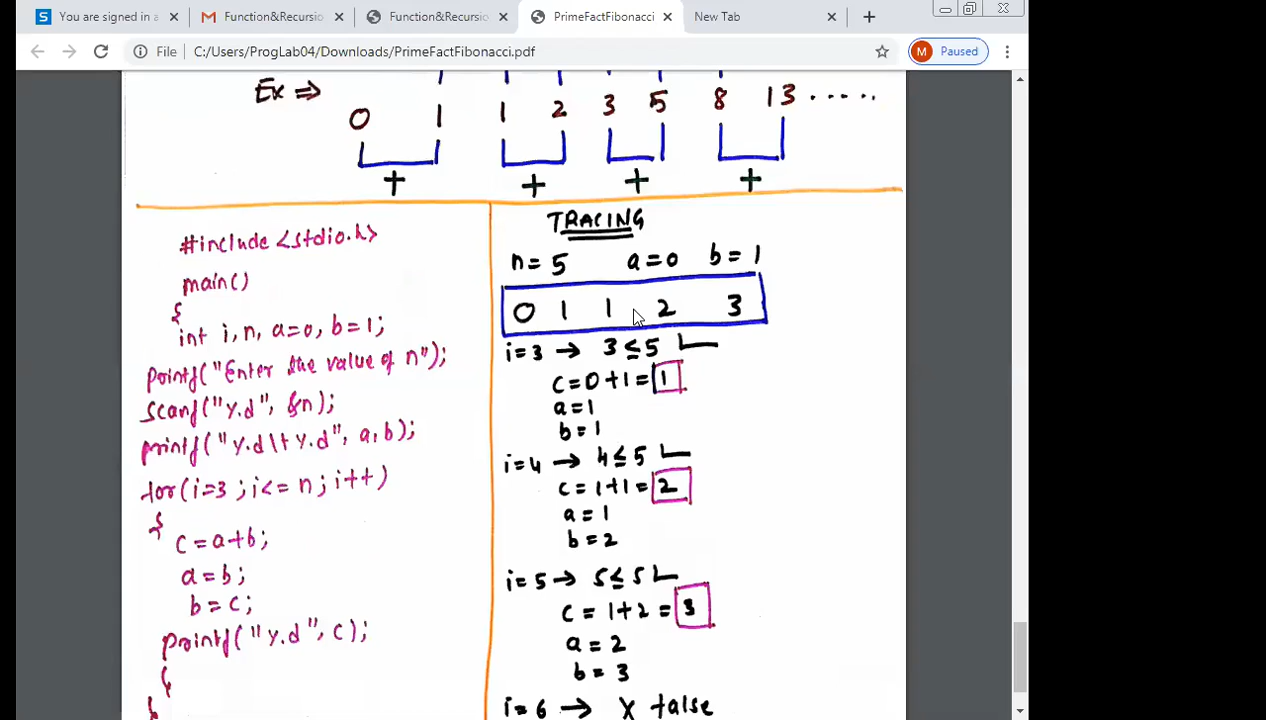 You are signed in a
Function&Recursio
Function&Recursio
PrimeFactFibonacci
New Tab
File
C:/Users/ProgLab04/Downloads/PrimeFactFibonacci.pdf
M
Paused
Ex ⇒ 0 1 1 2 3 5 8 13 .....
+ + + +
#include <stdio.h>
main()
{
int i, n, a=0, b=1;
printf("Enter the value of n");
scanf("%d", &n);
printf("%d\t%d", a,b);
for(i=3 ; i<= n ; i++)
{
c = a+b;
a = b;
b = c;
printf("%d", c);
}
}
TRACING
n= 5 a=0 b=1
0 1 1 2 3
i=3 → 3≤5
c=0+1=1
a=1
b=1
i=4 → 4≤5
c=1+1=2
a=1
b=2
i=5 → 5≤5
c = 1+2 = 3
a = 2
b = 3
i=6 → X false